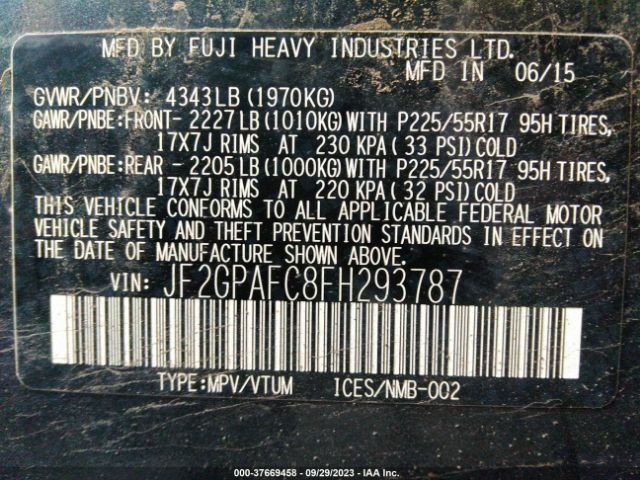 MFD BY FUJI HEAVY INDUSTRIES LTD.
MFD IN 06/15
GVWR/PNBV: 4343LB (1970KG)
GAWR/PNBE:FRONT- 2227LB (1010KG) WITH P225/55R17 95H TIRES,
17X7J RIMS AT 230 KPA ( 33 PSI) COLD
GAWR/PNBE:REAR - 2205LB (1000KG) WITH P225/55R17 95H TIRES,
17X7J RIMS AT 220 KPA ( 32 PSI) COLD
THIS VEHICLE CONFORMS TO ALL APPLICABLE FEDERAL MOTOR
VEHICLE SAFETY AND THEFT PREVENTION STANDARDS IN EFFECT ON
THE DATE OF MANUFACTURE SHOWN ABOVE.
VIN: JF2GPAFC8FH293787
TYPE:MPV/VTUM ICES/NMB-002
000-37669458 - 09/29/2023 - IAA Inc.